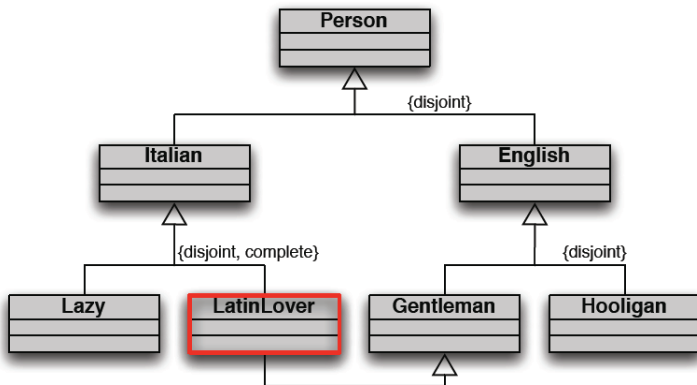 Person
{disjoint}
Italian
English
{disjoint, complete}
{disjoint}
Lazy
LatinLover
Gentleman
Hooligan